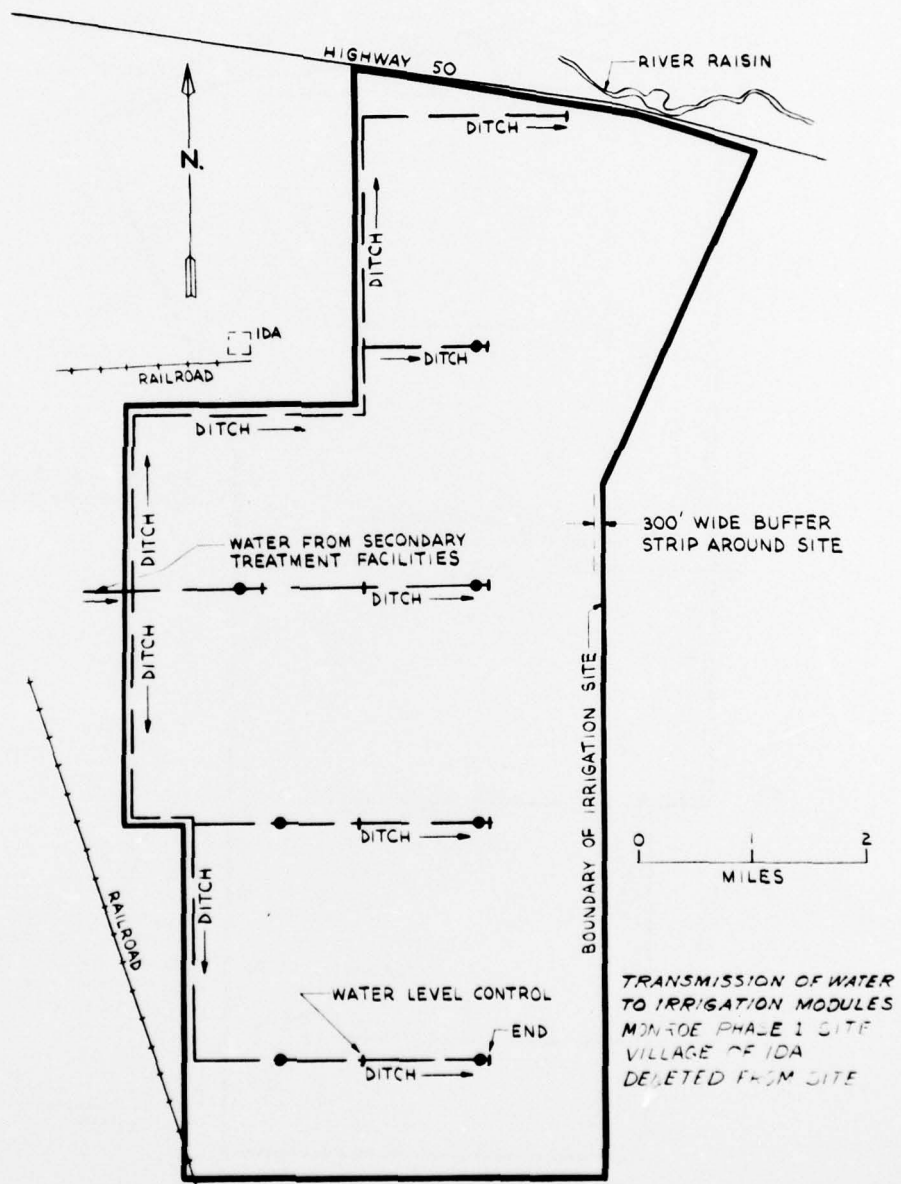 HIGHWAY 50
RIVER RAISIN
DITCH
N.
DITCH
IDA
RAILROAD
DITCH
DITCH
DITCH
300' WIDE BUFFER
STRIP AROUND SITE
WATER FROM SECONDARY
TREATMENT FACILITIES
DITCH
DITCH
BOUNDARY OF IRRIGATION SITE
DITCH
0 1 2
MILES
RAILROAD
DITCH
WATER LEVEL CONTROL
END
DITCH
TRANSMISSION OF WATER
TO IRRIGATION MODULES
MONROE PHASE 1 SITE
VILLAGE OF IDA
DELETED FROM SITE